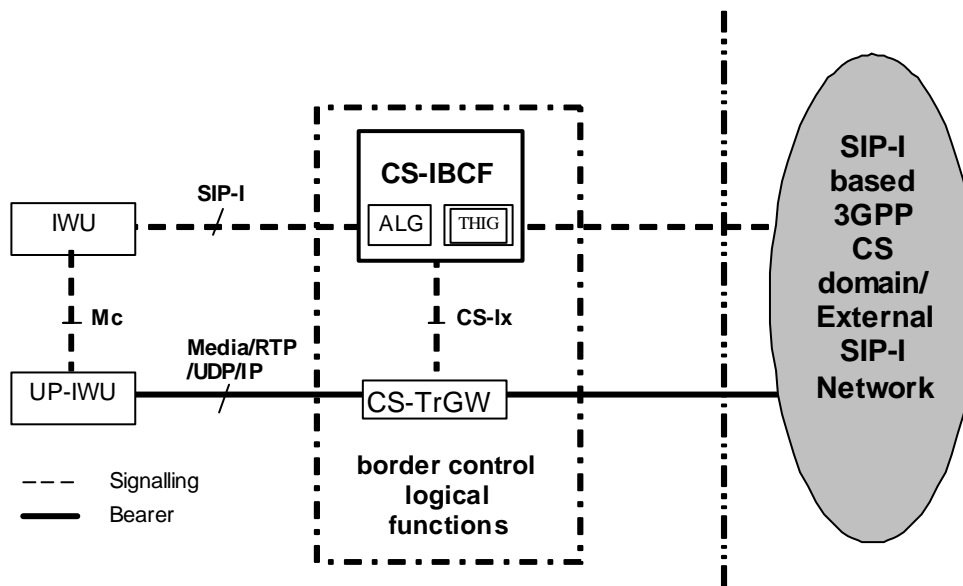 CS-IBCF
SIP-I
IWU
ALG
THIG
Mc
CS-Ix
Media/RTP
/UDP/IP
UP-IWU
CS-TrGW
border control
logical
functions
Signalling
Bearer
SIP-I
based
3GPP
CS
domain/
External
SIP-I
Network